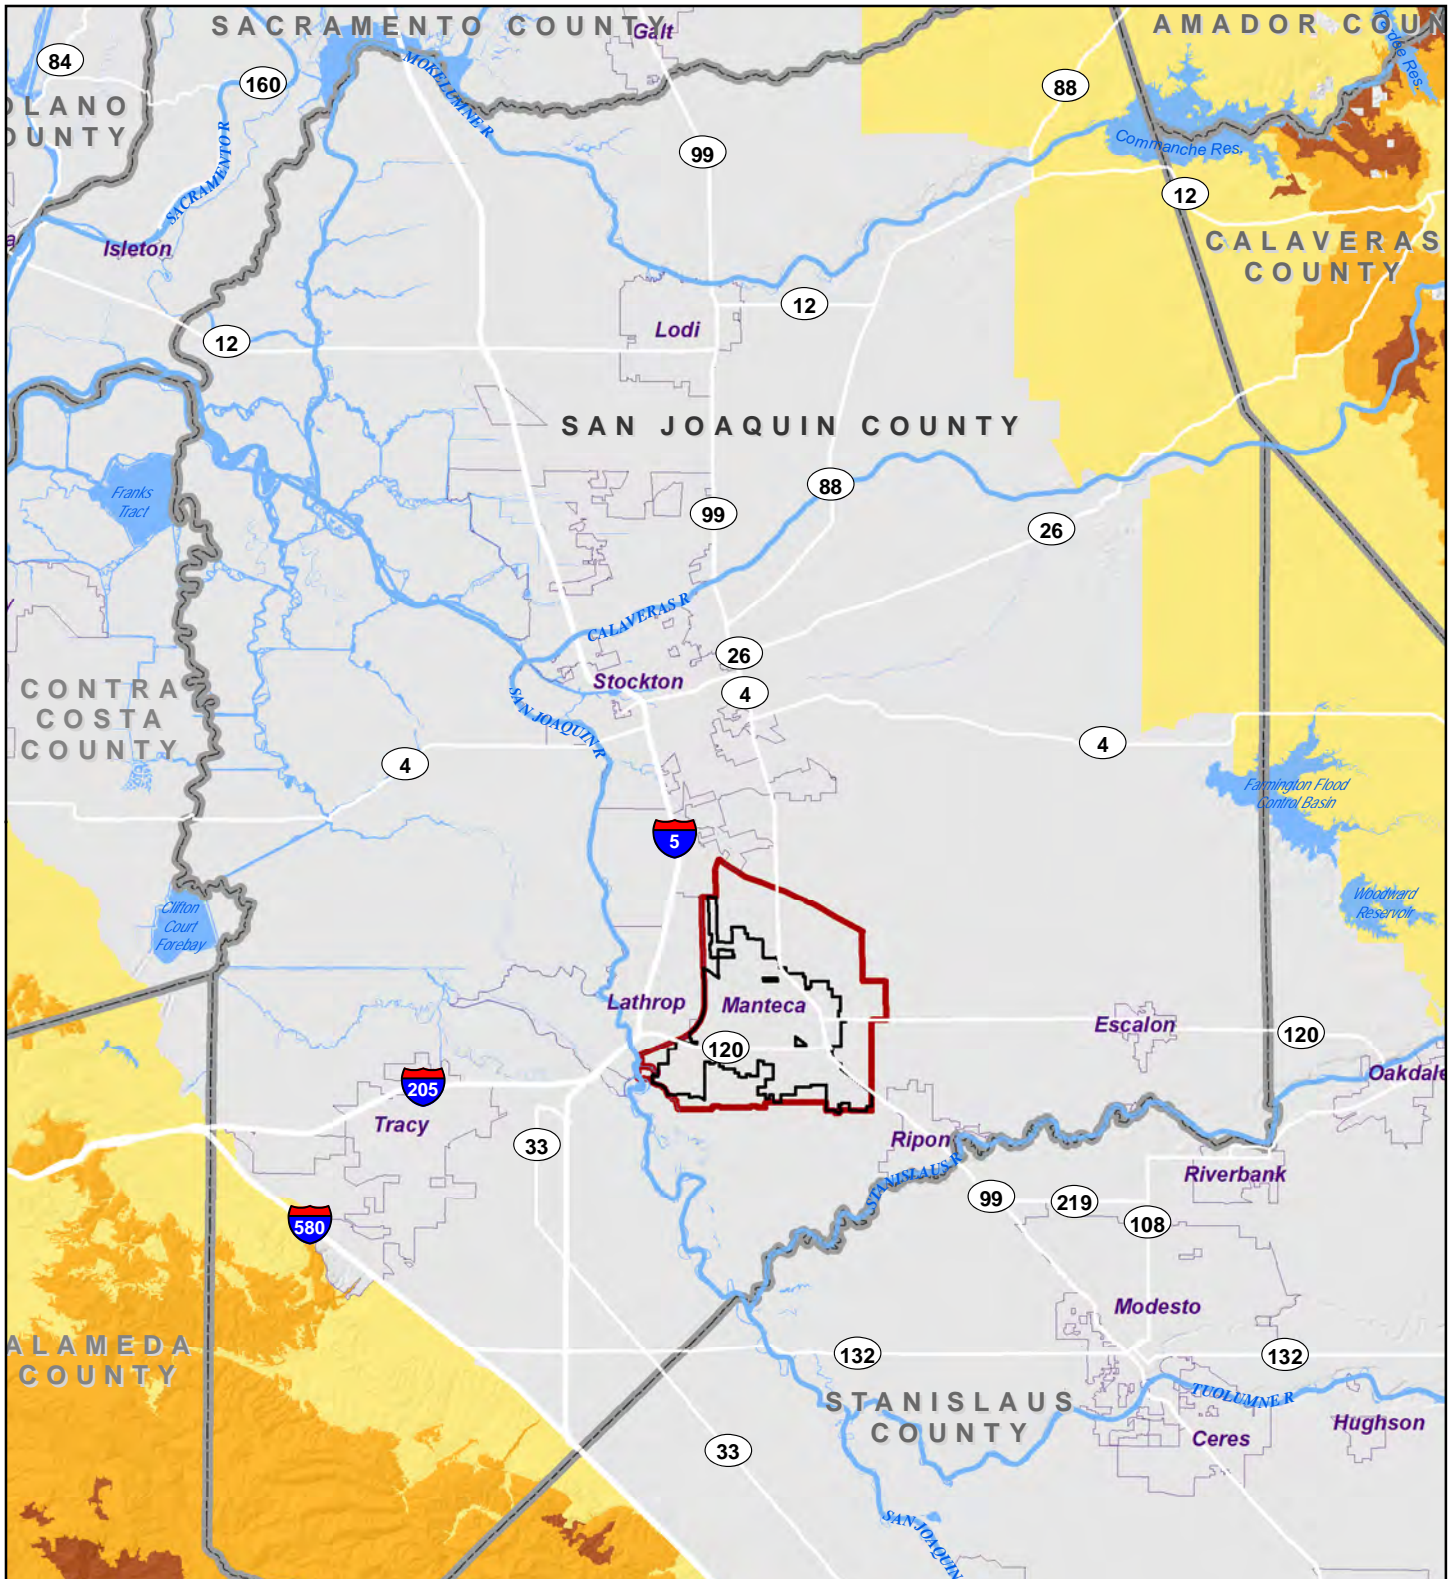 SACRAMENTO COUNTY
Galt
AMADOR COUN
84
160
MOKELUMNE R
88
doe Res.
OLANO
OUNTY
SACRAMENTO R
99
Commanche Res.
12
a
Isleton
CALAVERAS
COUNTY
12
Lodi
12
SAN JOAQUIN COUNTY
Franks
Tract
88
99
26
CALAVERAS R
26
Stockton
4
CONTRA
COSTA
COUNTY
SAN JOAQUIN R
4
4
Farmington Flood
Control Basin
5
Woodward
Reservoir
Clifton
Court
Forebay
Lathrop
Manteca
Escalon
120
120
Oakdale
205
Tracy
33
Ripon
STANISLAUS R
Riverbank
99
219
108
580
Modesto
ALAMEDA
COUNTY
132
132
STANISLAUS
COUNTY
TUOLUMNE R
Hughson
Ceres
33
SAN JOAQUIN